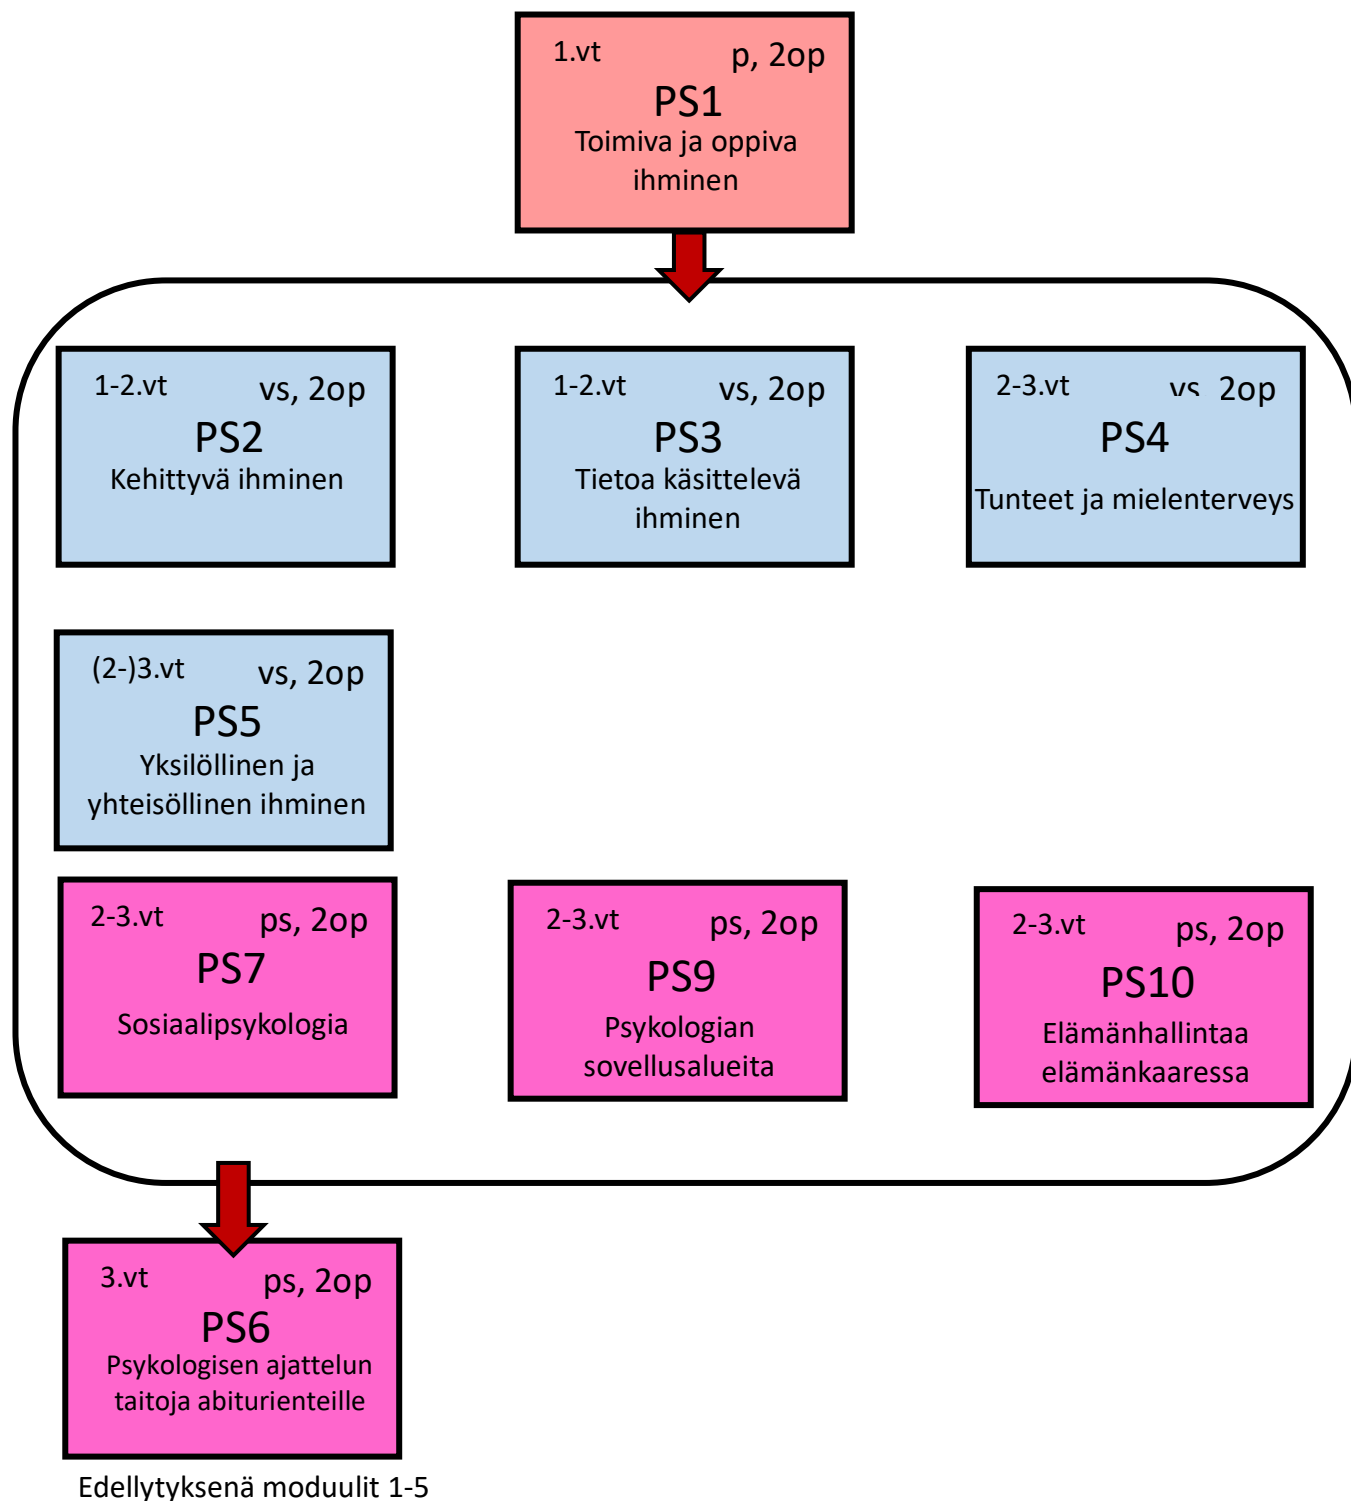 1.vt p, 2op
PS1
Toimiva ja oppiva
ihminen
1-2.vt vs, 2op
PS2
Kehittyvä ihminen
1-2.vt vs, 2op
PS3
Tietoa käsittelevä
ihminen
2-3.vt vs 2op
PS4
Tunteet ja mielenterveys
(2-)3.vt vs, 2op
PS5
Yksilöllinen ja
yhteisöllinen ihminen
2-3.vt ps, 2op
PS7
Sosiaalipsykologia
2-3.vt ps, 2op
PS9
Psykologian
sovellusalueita
2-3.vt ps, 2op
PS10
Elämänhallintaa
elämänkaaressa
3.vt ps, 2op
PS6
Psykologisen ajattelun
taitoja abiturienteille
Edellytyksenä moduulit 1-5